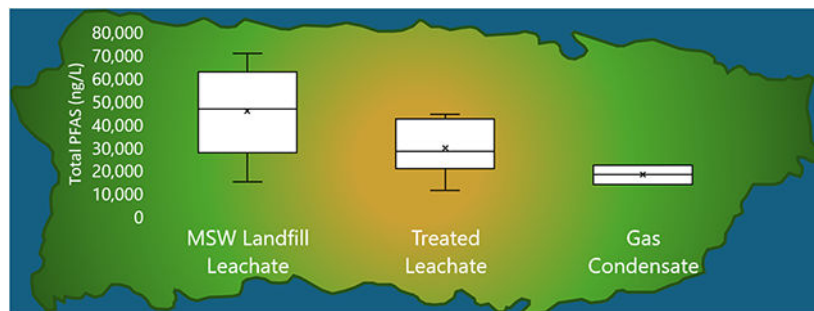 80,000
70,000
60,000
50,000
40,000
30,000
20,000
10,000
0
Total PFAS (ng/L)
MSW Landfill
Leachate
Treated
Leachate
Gas
Condensate